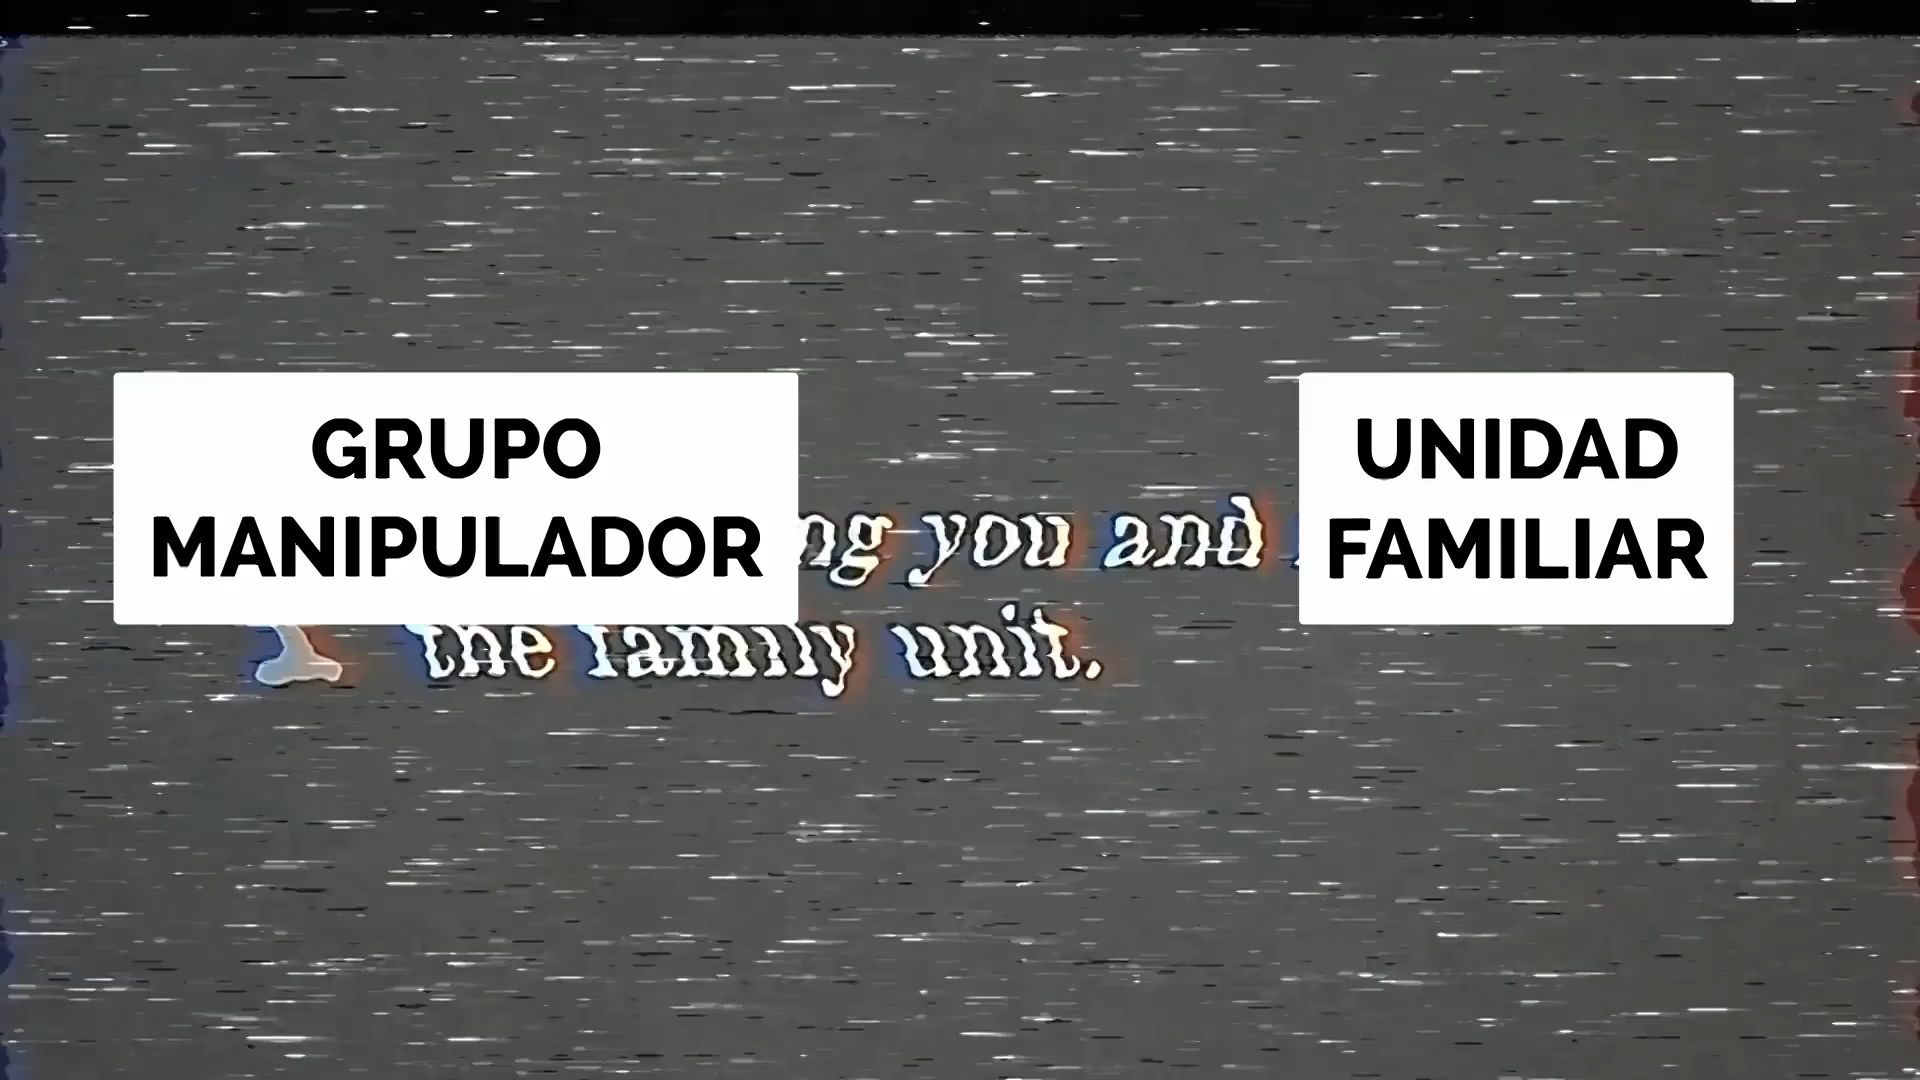 GRUPO
MANIPULADOR
UNIDAD
FAMILIAR
you and
the family unit.